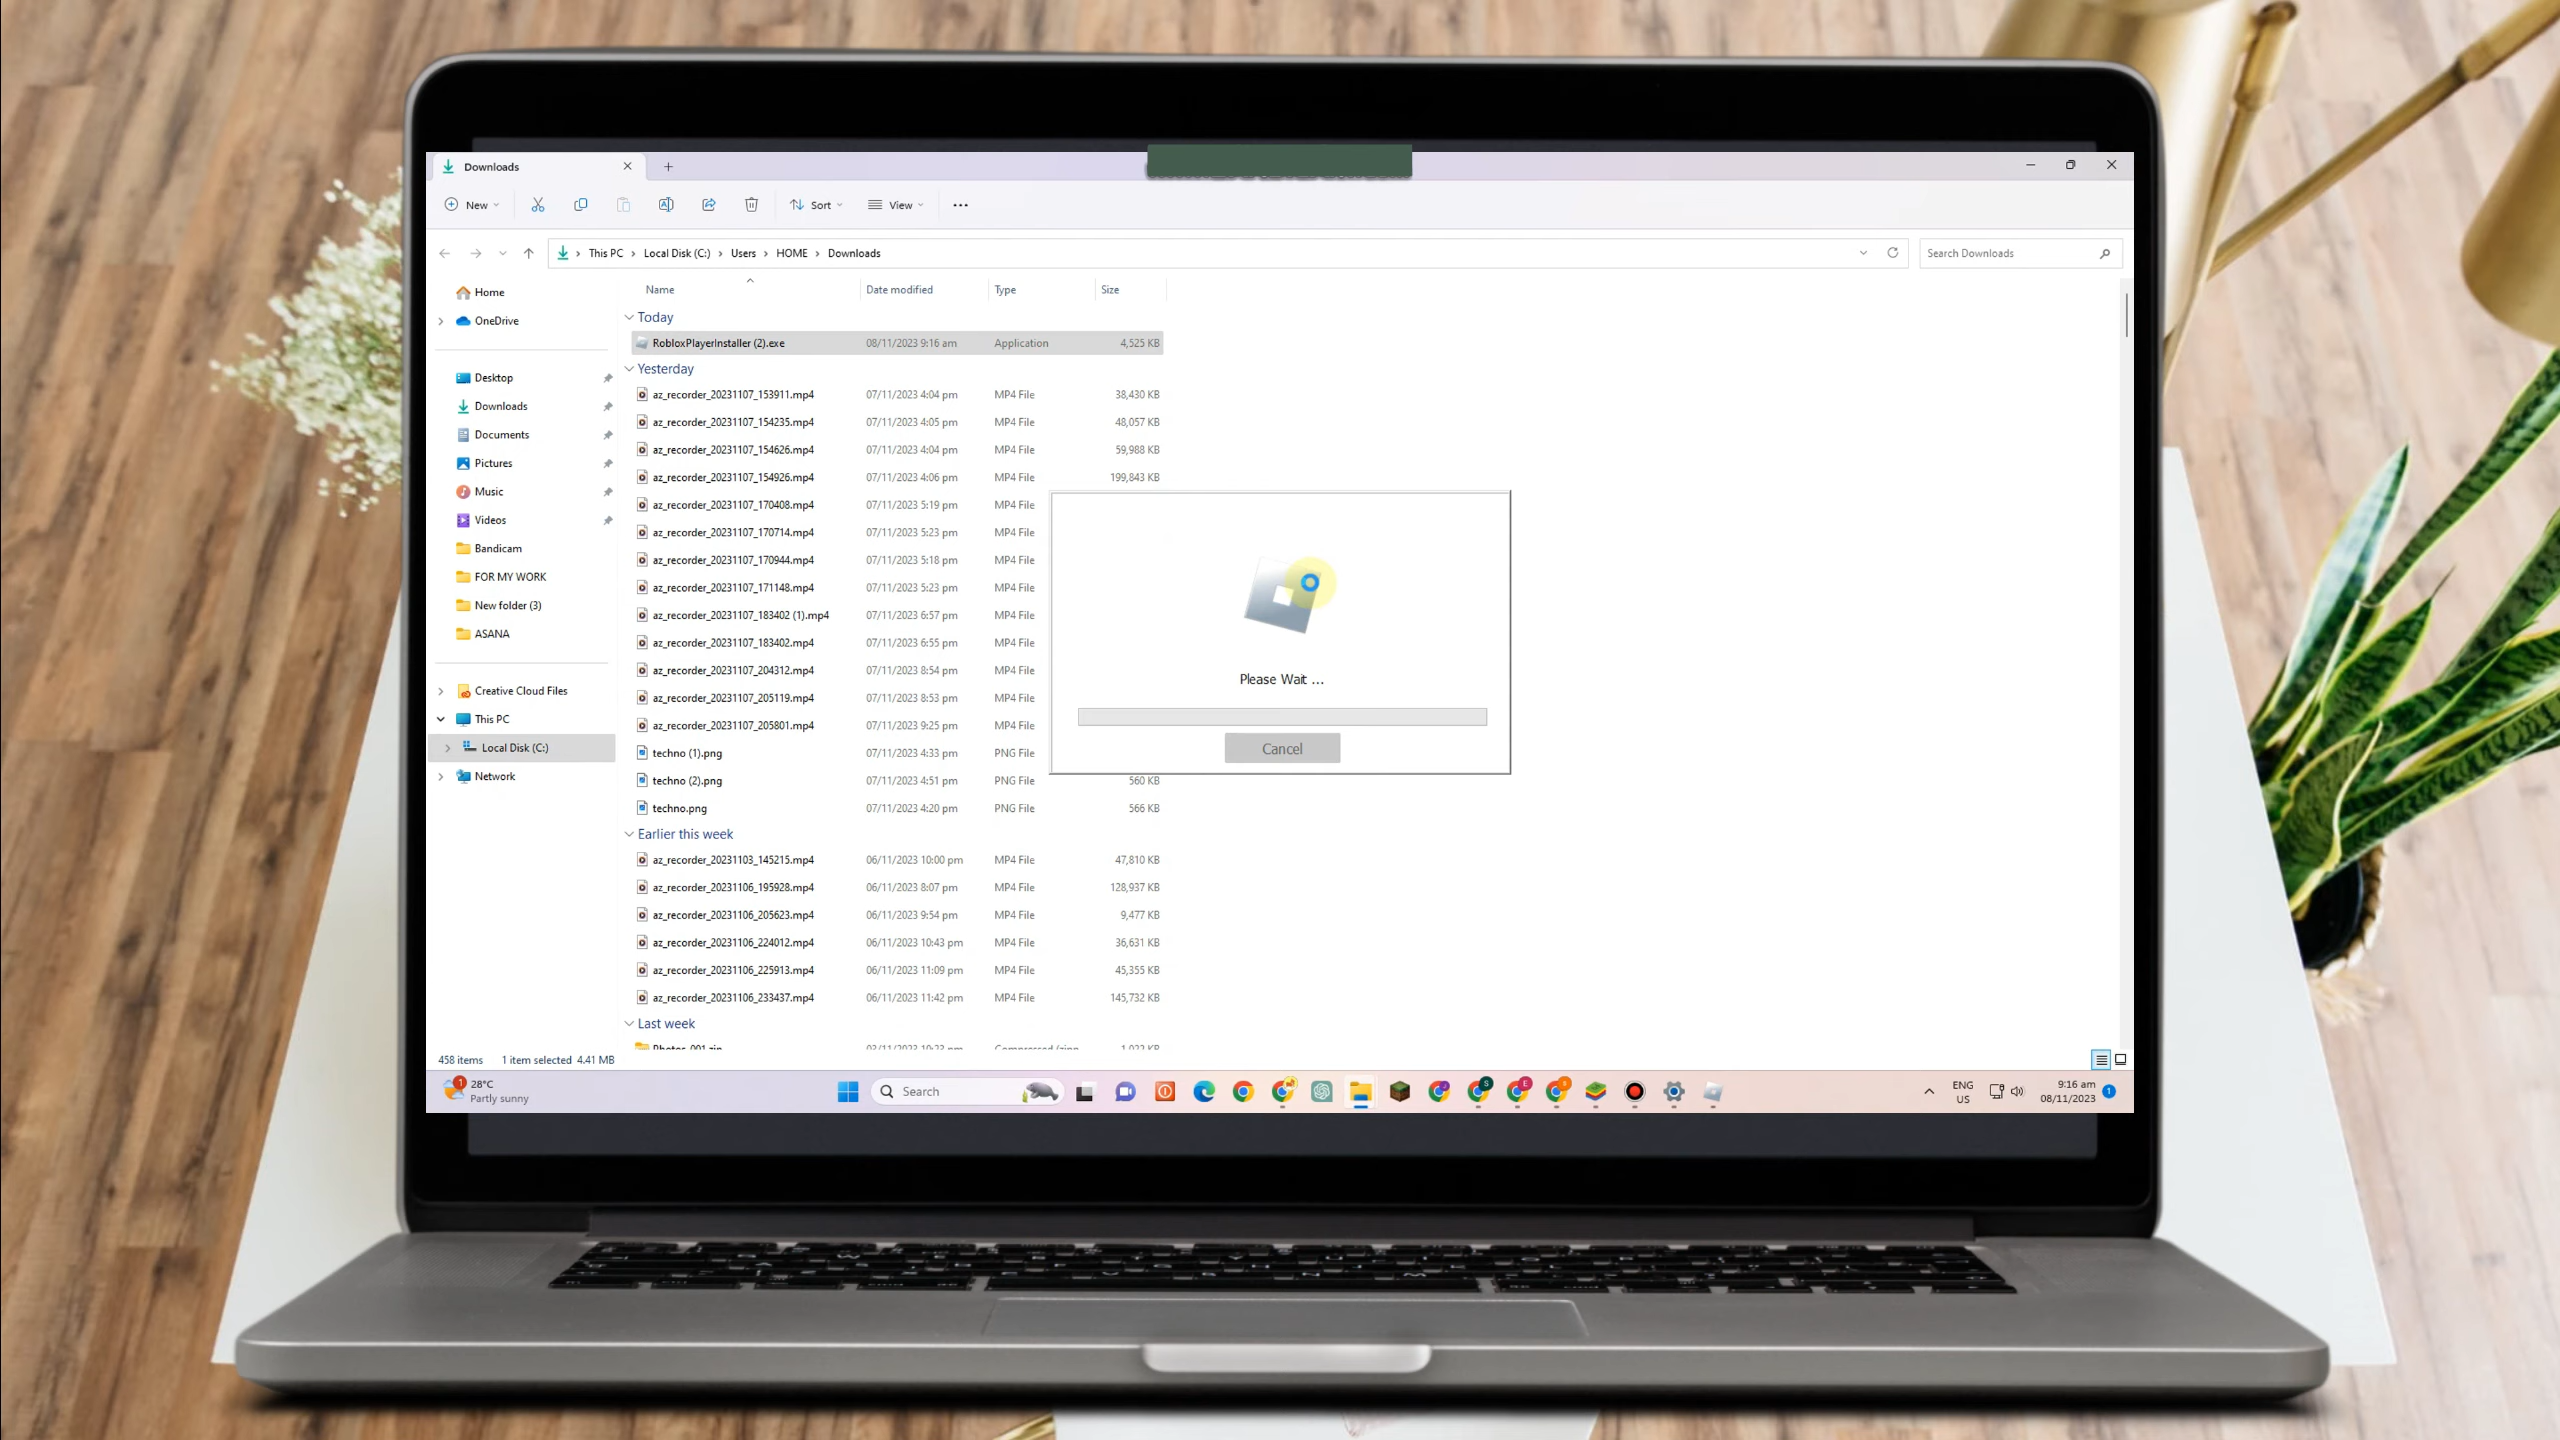 Downloads
New
Sort
View
This PC > Local Disk (C:) > Users > HOME > Downloads
Search Downloads
Name Date modified Type Size
Home
OneDrive
Desktop
Downloads
Documents
Pictures
Music
Videos
Bandicam
FOR MY WORK
New folder (3)
ASANA
Creative Cloud Files
This PC
Local Disk (C:)
Network
Today
RobloxPlayerInstaller (2).exe 08/11/2023 9:16 am Application 4,525 KB
Yesterday
az_recorder_20231107_153911.mp4 07/11/2023 4:04 pm MP4 File 38,430 KB
az_recorder_20231107_154235.mp4 07/11/2023 4:05 pm MP4 File 48,057 KB
az_recorder_20231107_154626.mp4 07/11/2023 4:04 pm MP4 File 59,988 KB
az_recorder_20231107_154926.mp4 07/11/2023 4:06 pm MP4 File 199,843 KB
az_recorder_20231107_170408.mp4 07/11/2023 5:19 pm MP4 File
az_recorder_20231107_170714.mp4 07/11/2023 5:23 pm MP4 File
az_recorder_20231107_170944.mp4 07/11/2023 5:18 pm MP4 File
az_recorder_20231107_171148.mp4 07/11/2023 5:23 pm MP4 File
az_recorder_20231107_183402 (1).mp4 07/11/2023 6:57 pm MP4 File
az_recorder_20231107_183402.mp4 07/11/2023 6:55 pm MP4 File
az_recorder_20231107_204312.mp4 07/11/2023 8:54 pm MP4 File
az_recorder_20231107_205119.mp4 07/11/2023 8:53 pm MP4 File
az_recorder_20231107_205801.mp4 07/11/2023 9:25 pm MP4 File
techno (1).png 07/11/2023 4:33 pm PNG File
techno (2).png 07/11/2023 4:51 pm PNG File 560 KB
techno.png 07/11/2023 4:20 pm PNG File 566 KB
Earlier this week
az_recorder_20231103_145215.mp4 06/11/2023 10:00 pm MP4 File 47,810 KB
az_recorder_20231106_195928.mp4 06/11/2023 8:07 pm MP4 File 128,937 KB
az_recorder_20231106_205623.mp4 06/11/2023 9:54 pm MP4 File 9,477 KB
az_recorder_20231106_224012.mp4 06/11/2023 10:43 pm MP4 File 36,631 KB
az_recorder_20231106_225913.mp4 06/11/2023 11:09 pm MP4 File 45,355 KB
az_recorder_20231106_233437.mp4 06/11/2023 11:42 pm MP4 File 145,732 KB
Last week
Please Wait ...
Cancel
458 items 1 item selected 4.41 MB
1
28°C
Partly sunny
Search
ENG
US
9:16 am
08/11/2023
1